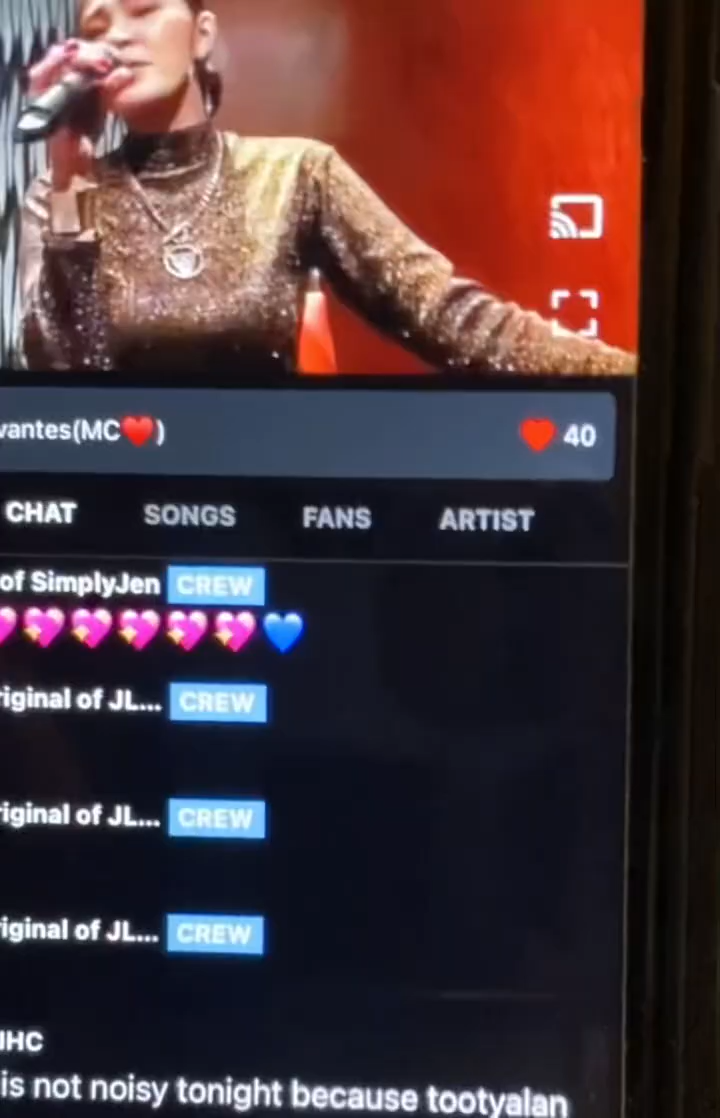 vantes(MC❤️)
❤️ 40
CHAT SONGS FANS ARTIST
of SimplyJen CREW
💖💖💖💖💖💖💙
riginal of JL... CREW
riginal of JL... CREW
riginal of JL... CREW
IHC
is not noisy tonight because tootyalan